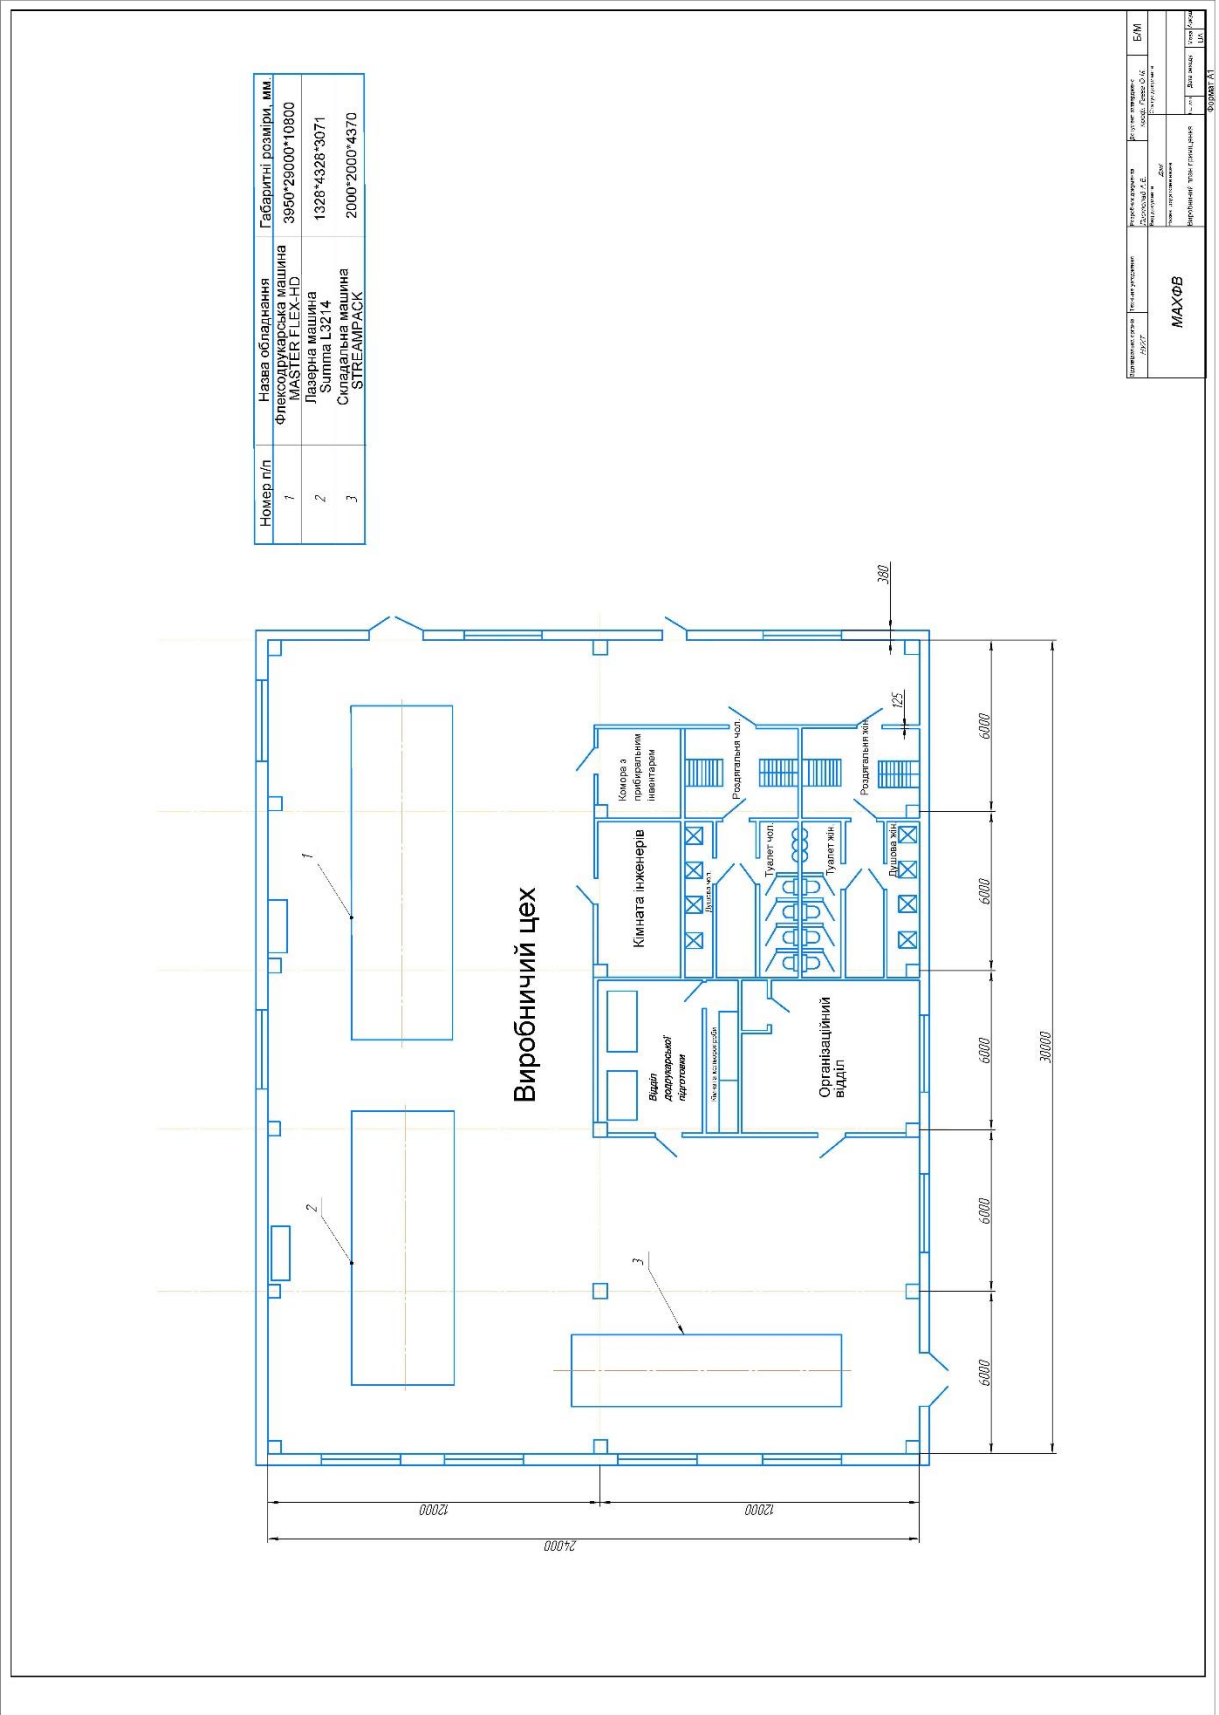 Номер п/п Назва обладнання Габаритні розміри, мм.
1 Флексодрукарська машина 3950*29000*10800
MASTER FLEX-HD
2 Лазерна машина 1328*4328*3071
Summa L3214
3 Складальна машина 2000*2000*4370
STREAMPACK
380
125
1
2
3
Виробничий цех
Комора з
прибиральним
інвентарем
Роздягальня чол.
Роздягальня жін.
Кімната інженерів
Душова чол.
Туалет чол.
Туалет жін.
Душова жін.
Відділ
додрукарської
підготовки
Організаційний
відділ
6000
6000
6000
6000
6000
30000
12000
12000
24000
НУХТ
МАХФВ
Б/М
UA
Формат А1